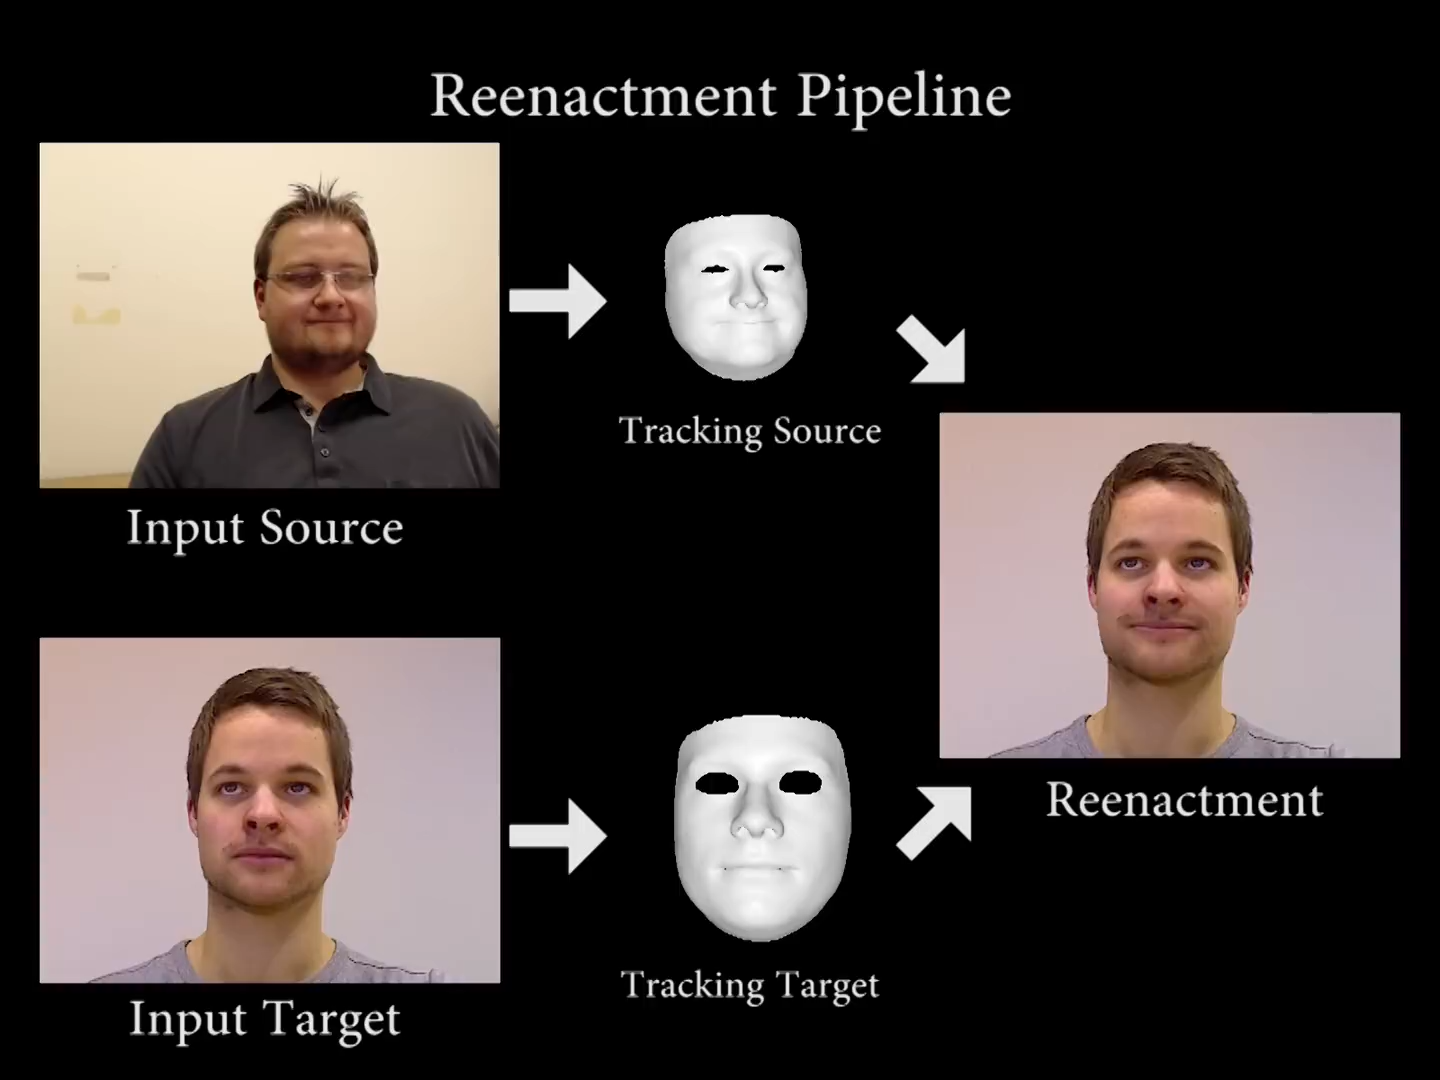 Reenactment Pipeline
Tracking Source
Input Source
Reenactment
Tracking Target
Input Target